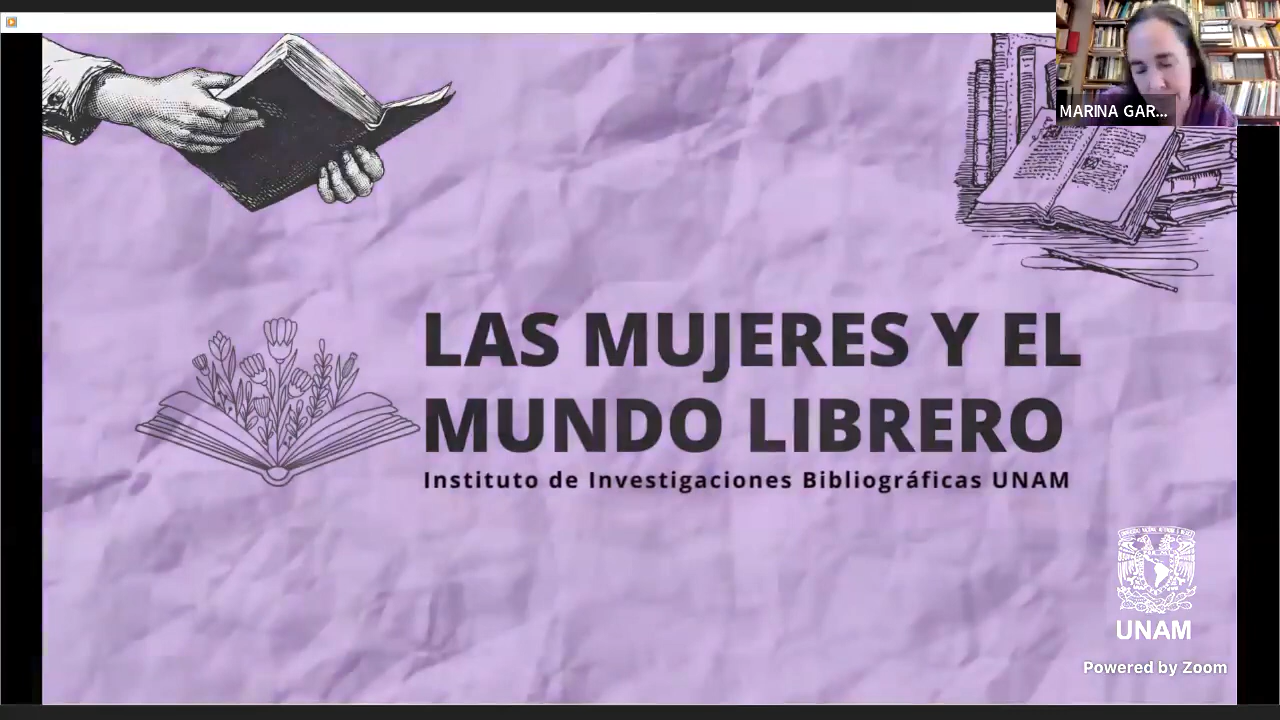 MARINA GAR...
LAS MUJERES Y EL
MUNDO LIBRERO
Instituto de Investigaciones Bibliográficas UNAM
UNAM
Powered by Zoom